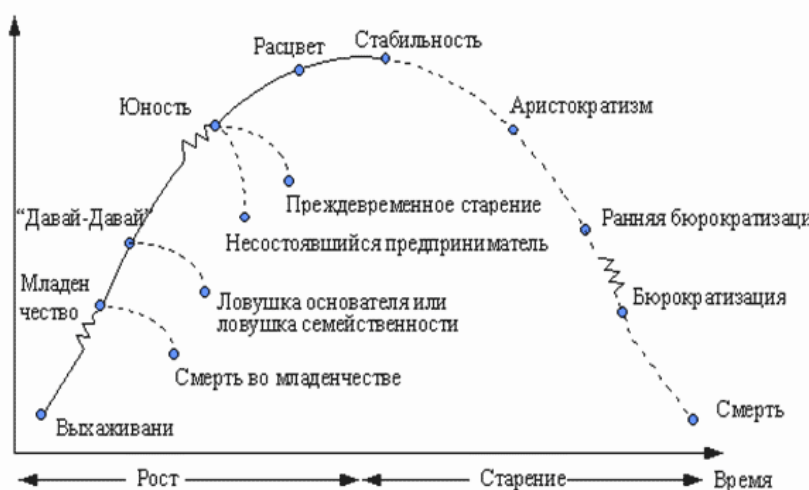 Расцвет
Стабильность
Юность
Аристократизм
Преждевременное старение
"Давай-Давай"
Несостоявшийся предприниматель
Ранняя бюрократизаци
Младен
чество
Ловушка основателя или
ловушка семейственности
Бюрократизация
Смерть во младенчестве
Смерть
Выхаживани
Рост
Старение
Время